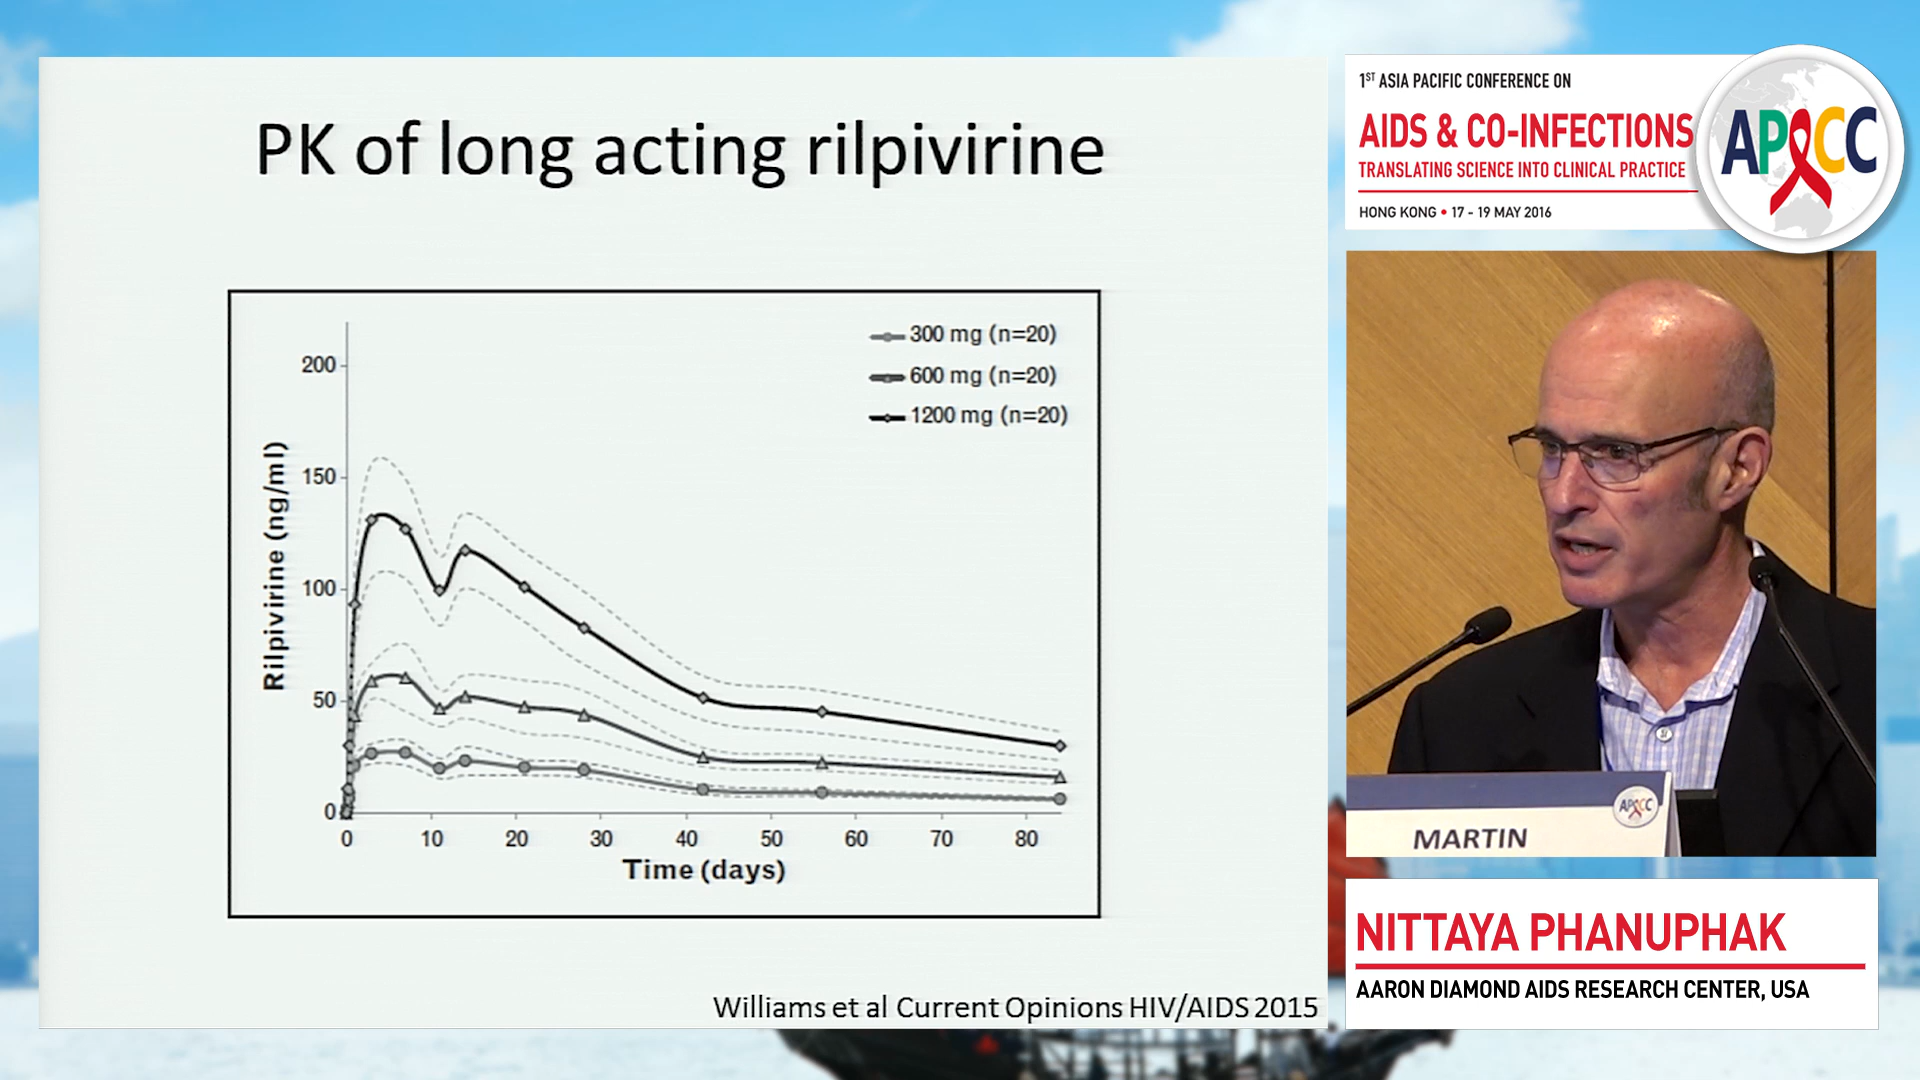 PK of long acting rilpivirine
300 mg (n=20)
600 mg (n=20)
1200 mg (n=20)
Rilpivirine (ng/ml)
200
150
100
50
0
0 10 20 30 40 50 60 70 80
Time (days)
Williams et al Current Opinions HIV/AIDS 2015
1ST ASIA PACIFIC CONFERENCE ON
AIDS & CO-INFECTIONS
TRANSLATING SCIENCE INTO CLINICAL PRACTICE
HONG KONG • 17 - 19 MAY 2016
APACC
APACC
MARTIN
NITTAYA PHANUPHAK
AARON DIAMOND AIDS RESEARCH CENTER, USA